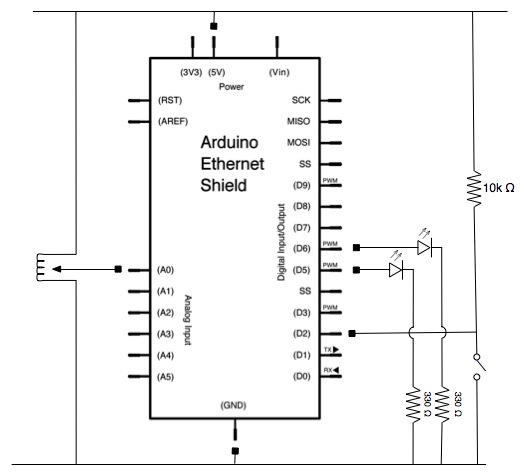 (3V3) (5V) (Vin)
Power
(RST)
(AREF)
Arduino
Ethernet
Shield
SCK
MISO
MOSI
SS
(D9) PWM
(D8)
(D7)
(D6) PWM
(D5) PWM
SS
(D3) PWM
(D2)
(D1) TX
(D0) RX
Digital Input/Output
(A0)
(A1)
(A2)
(A3)
(A4)
(A5)
Analog Input
(GND)
10k Ω
330 Ω
330 Ω